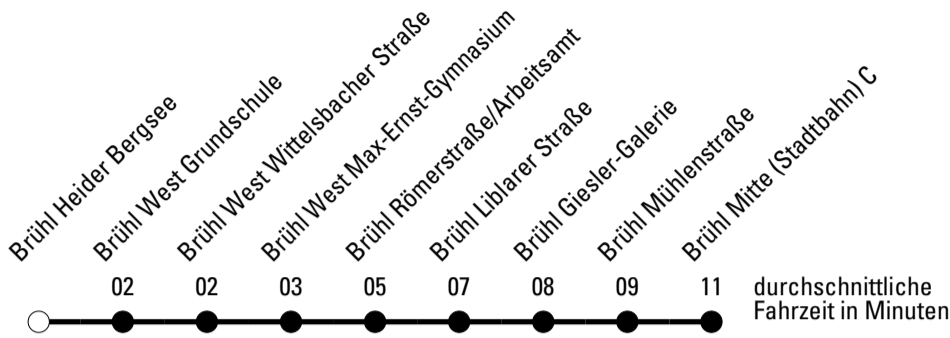 Brühl Heider Bergsee
Brühl West Grundschule
Brühl West Wittelsbacher Straße
Brühl West Max-Ernst-Gymnasium
Brühl Römerstraße/Arbeitsamt
Brühl Liblarer Straße
Brühl Giesler-Galerie
Brühl Mühlenstraße
Brühl Mitte (Stadtbahn) C
02 02 03 05 07 08 09 11
durchschnittliche
Fahrzeit in Minuten